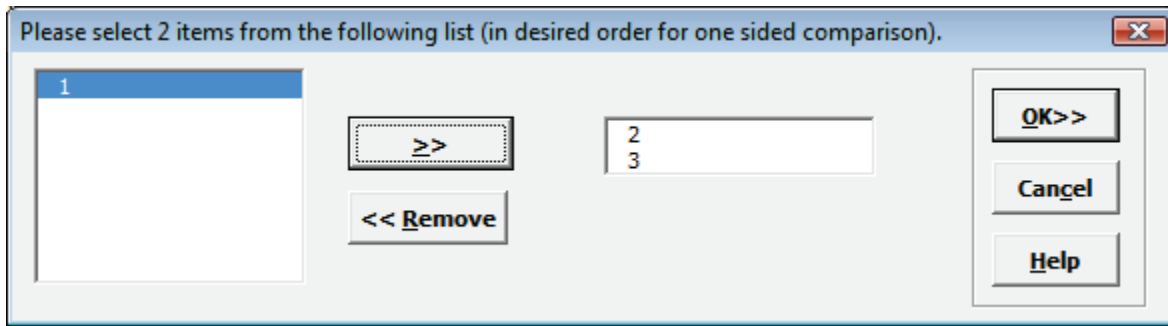 Please select 2 items from the following list (in desired order for one sided comparison).
1
>>
<< Remove
2
3
OK>>
Cancel
Help